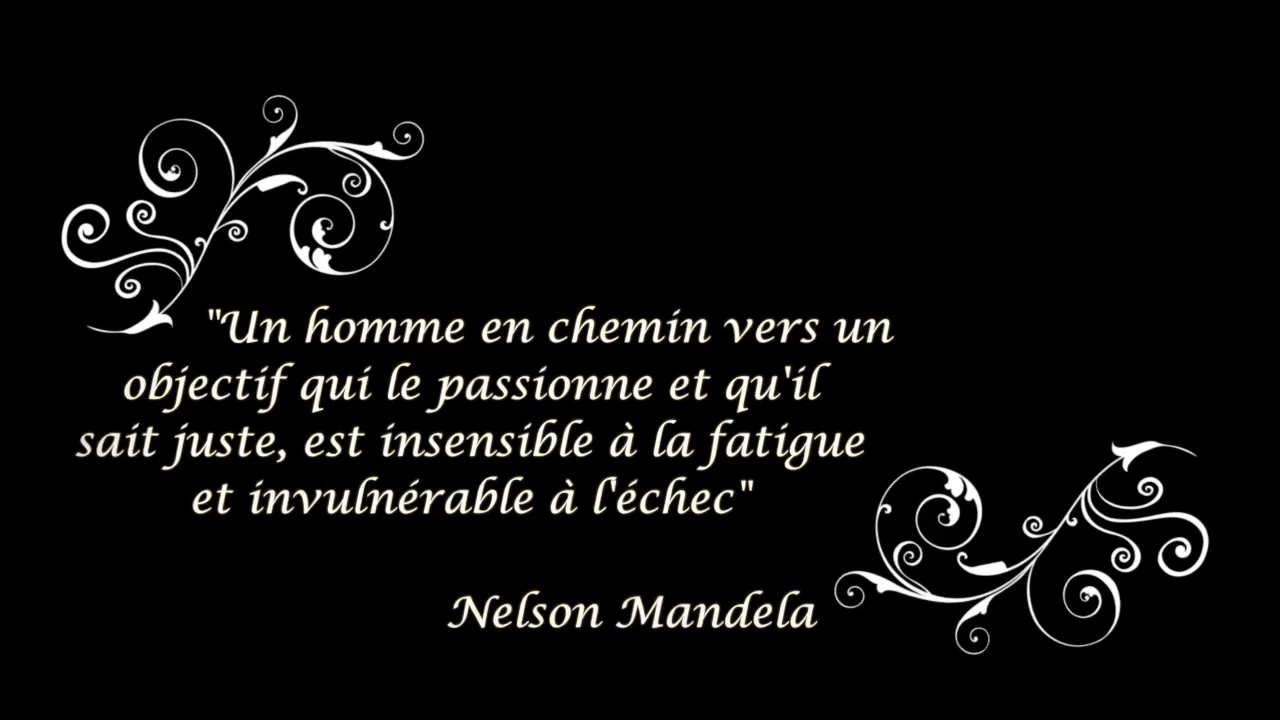 "Un homme en chemin vers un
objectif qui le passionne et qu'il
sait juste, est insensible à la fatigue
et invulnérable à l'échec"
Nelson Mandela